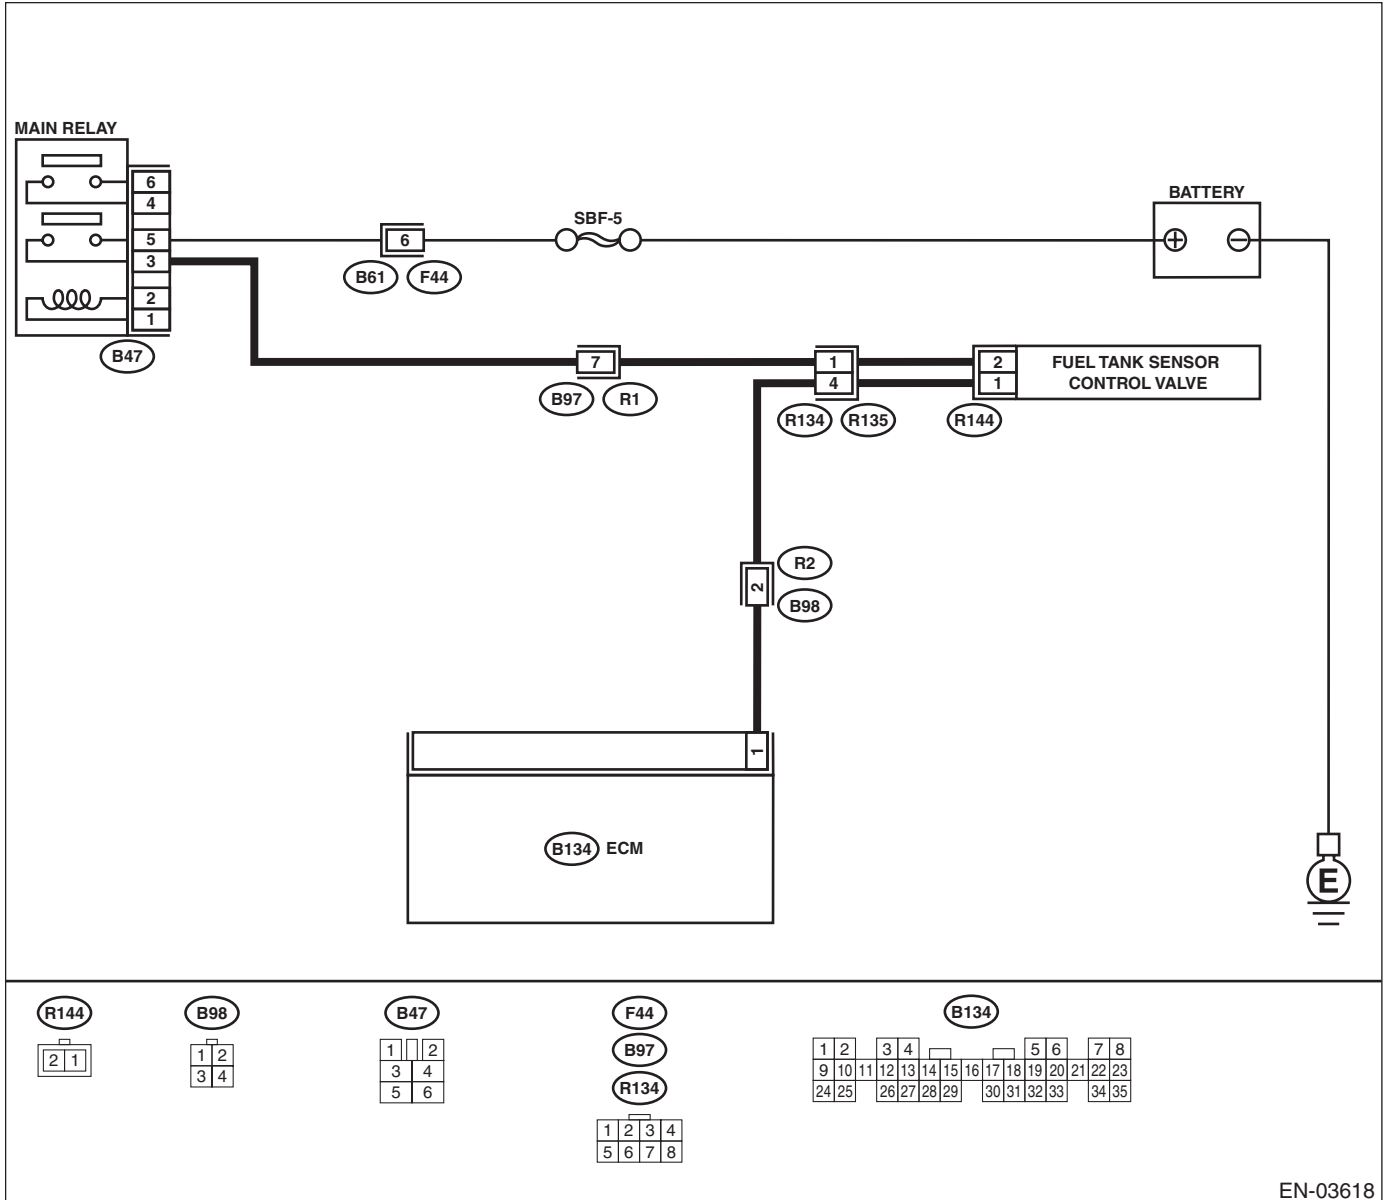 MAIN RELAY
6
4
5
3
2
1
B47
6
B61 F44
SBF-5
BATTERY
+ −
7
B97 R1
1
4
R134 R135
2
1
R144
FUEL TANK SENSOR
CONTROL VALVE
R2
2
B98
1
B134 ECM
E
R144
2 1
B98
1 2
3 4
B47
1 2
3 4
5 6
F44
B97
R134
1 2 3 4
5 6 7 8
B134
1 2 3 4 5 6 7 8
9 10 11 12 13 14 15 16 17 18 19 20 21 22 23
24 25 26 27 28 29 30 31 32 33 34 35
EN-03618